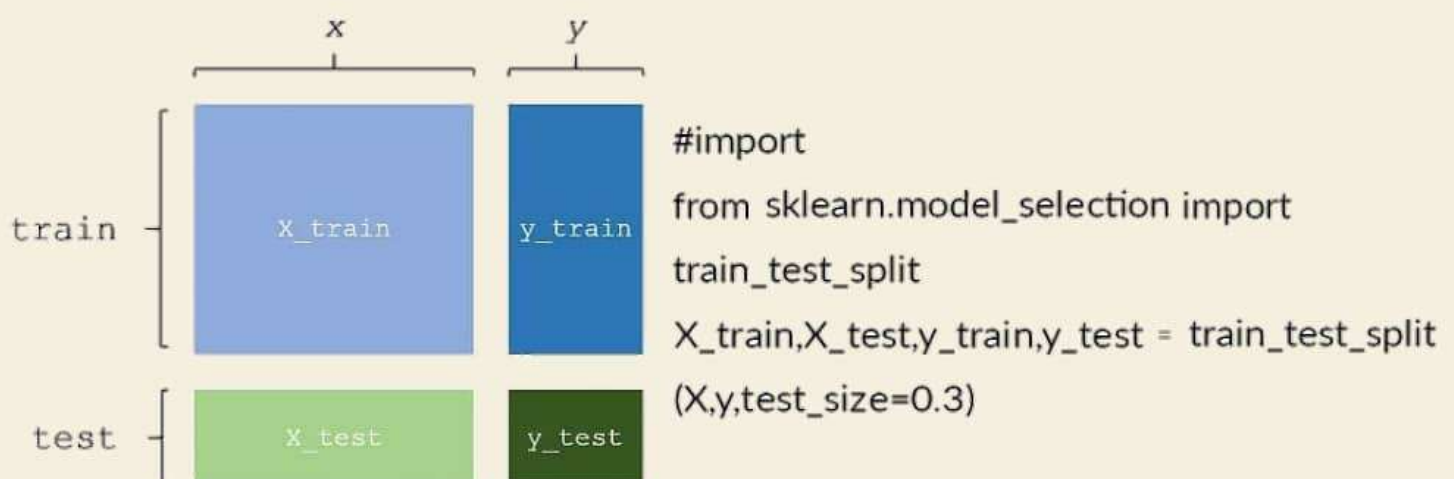 x y
#import
from sklearn.model_selection import
train X_train y_train
train_test_split
X_train,X_test,y_train,y_test = train_test_split
(X,y,test_size=0.3)
test X_test y_test